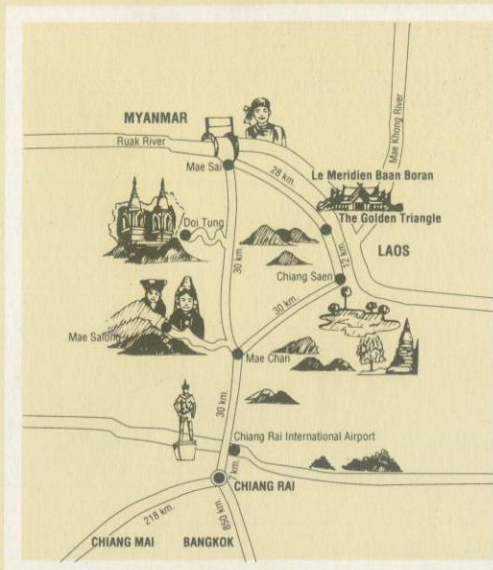 MYANMAR
Ruak River
Mae Khong River
Mae Sai
28 km.
Le Meridien Baan Boran
The Golden Triangle
Doi Tung
LAOS
12 km.
30 km.
Chiang Saen
30 km.
Mae Salong
Mae Chan
30 km.
Chiang Rai International Airport
7 km.
CHIANG RAI
218 km.
850 km.
CHIANG MAI
BANGKOK